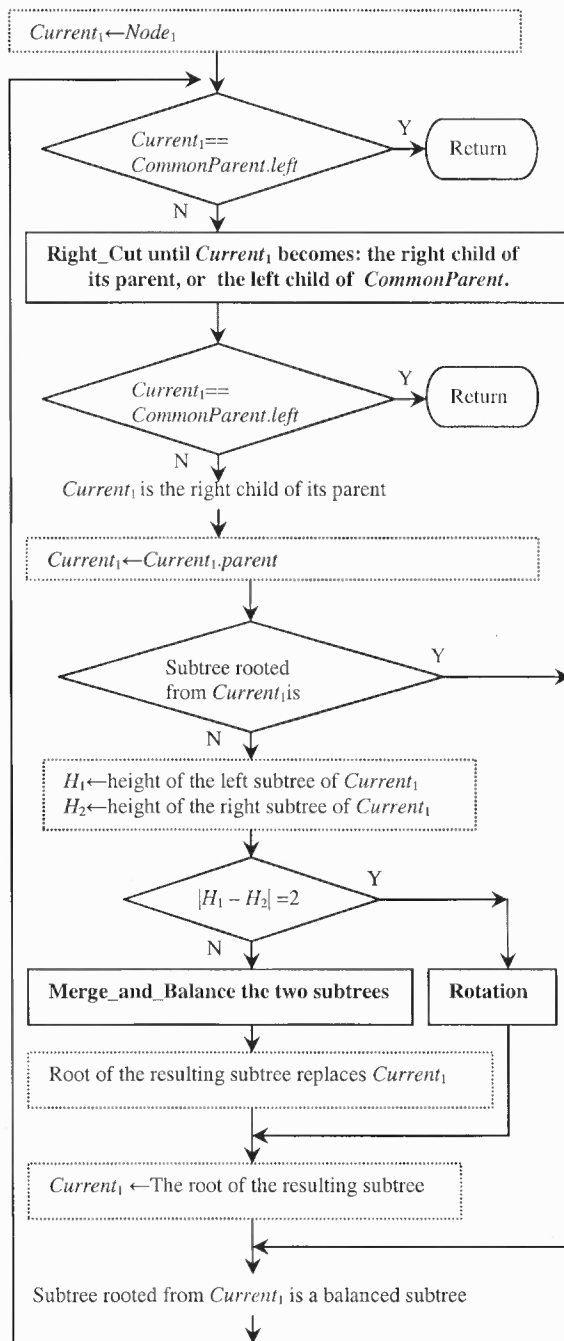 Current₁←Node₁
Current₁==
CommonParent.left
Y
Return
N
Right_Cut until Current₁ becomes: the right child of
its parent, or the left child of CommonParent.
Current₁==
CommonParent.left
Y
Return
N
Current₁ is the right child of its parent
Current₁←Current₁.parent
Subtree rooted
from Current₁is
Y
N
H₁←height of the left subtree of Current₁
H₂←height of the right subtree of Current₁
|H₁ – H₂| =2
Y
N
Merge_and_Balance the two subtrees
Rotation
Root of the resulting subtree replaces Current₁
Current₁ ←The root of the resulting subtree
Subtree rooted from Current₁ is a balanced subtree